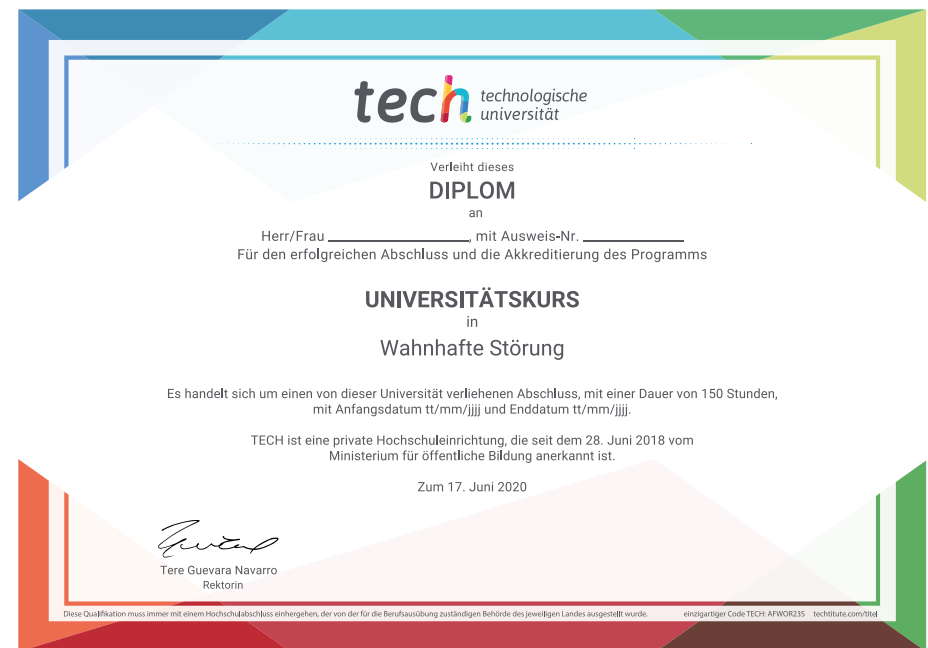 tech technologische
universität
Verleiht dieses
DIPLOM
an
Herr/Frau ____________________, mit Ausweis-Nr. ______________
Für den erfolgreichen Abschluss und die Akkreditierung des Programms
UNIVERSITÄTSKURS
in
Wahnhafte Störung
Es handelt sich um einen von dieser Universität verliehenen Abschluss, mit einer Dauer von 150 Stunden,
mit Anfangsdatum tt/mm/jjjj und Enddatum tt/mm/jjjj.
TECH ist eine private Hochschuleinrichtung, die seit dem 28. Juni 2018 vom
Ministerium für öffentliche Bildung anerkannt ist.
Zum 17. Juni 2020
Tere Guevara Navarro
Rektorin
Diese Qualifikation muss immer mit einem Hochschulabschluss einhergehen, der von der für die Berufsausübung zuständigen Behörde des jeweiligen Landes ausgestellt wurde. einzigartiger Code TECH: AFWOR23S techtitute.com/titel